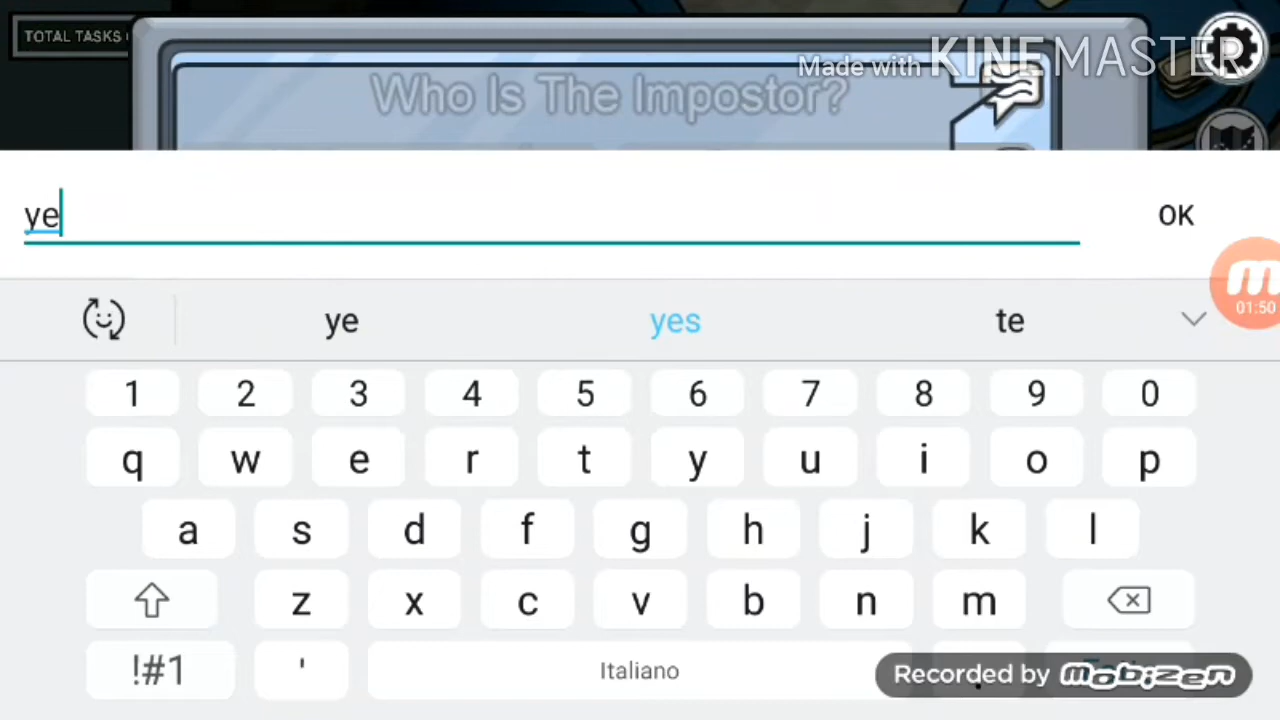 TOTAL TASKS
Made with KINEMASTER
Who Is The Impostor?
ye
OK
01:50
ye yes te
1 2 3 4 5 6 7 8 9 0
q w e r t y u i o p
a s d f g h j k l
z x c v b n m
!#1 ' Italiano .
Recorded by mobizen